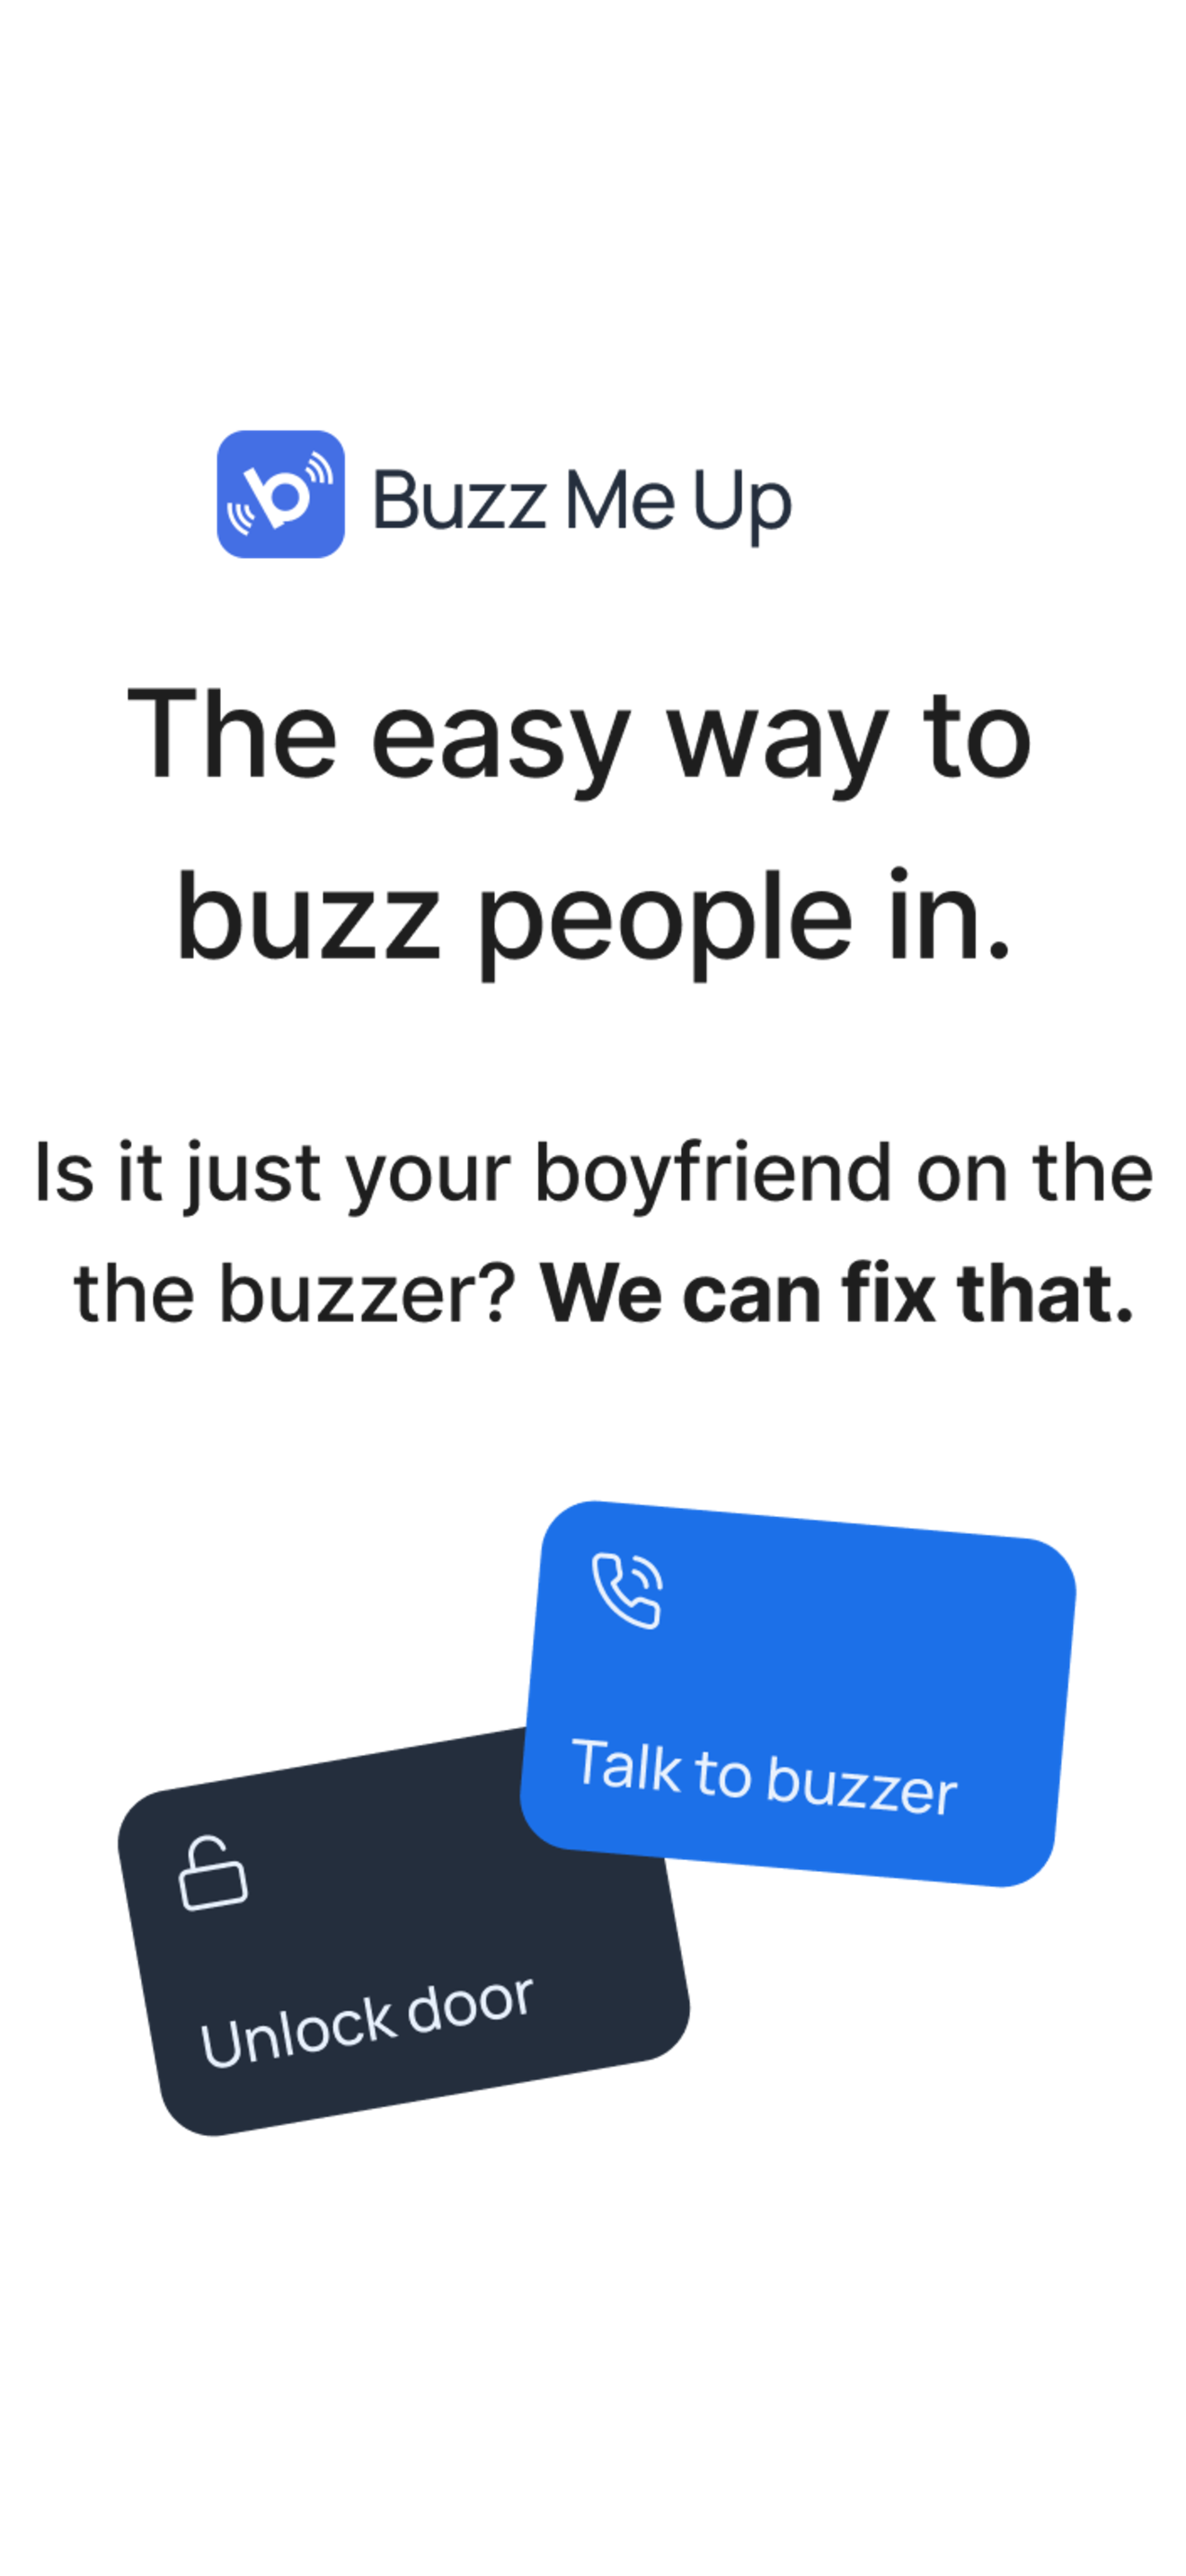 Buzz Me Up
The easy way to
buzz people in.
Is it just your boyfriend on the
the buzzer? We can fix that.
Talk to buzzer
Unlock door